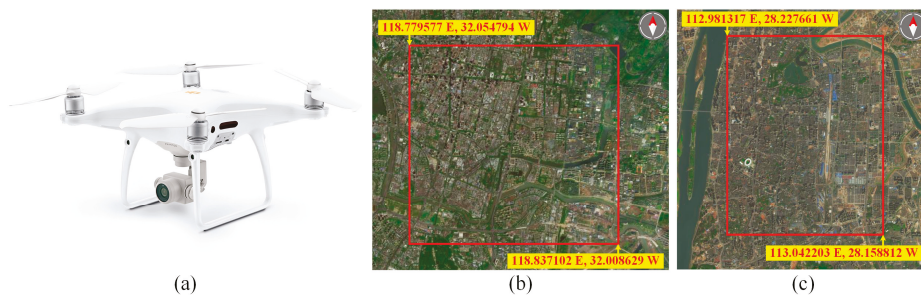 118.779577 E, 32.054794 W
112.981317 E, 28.227661 W
118.837102 E, 32.008629 W
113.042203 E, 28.158812 W
(a)
(b)
(c)